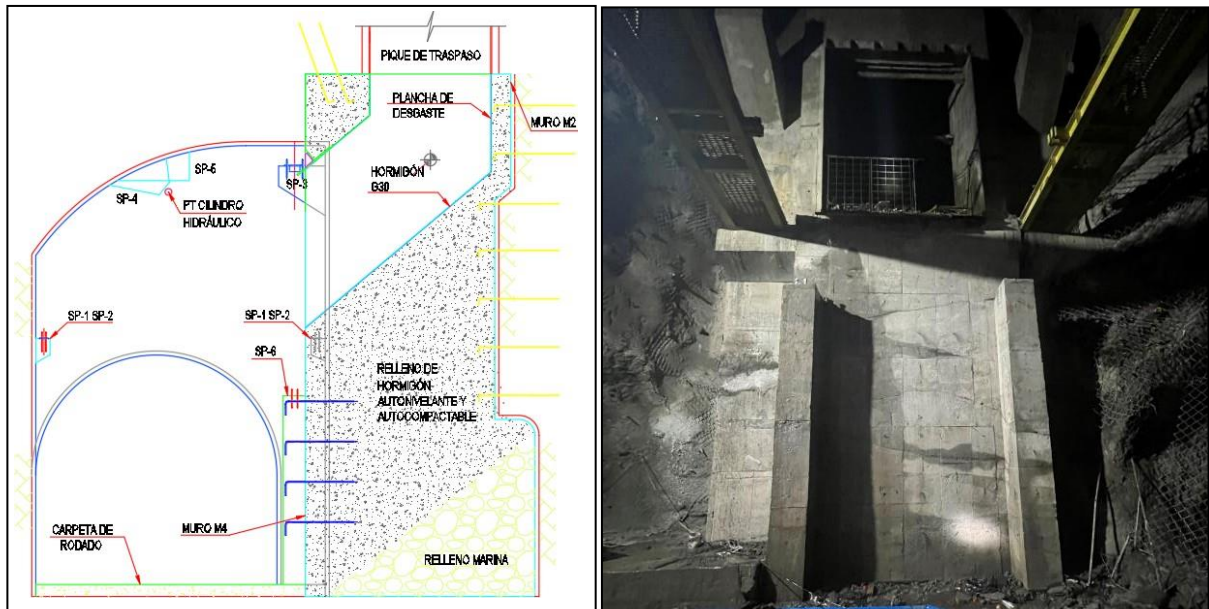 PIQUE DE TRASPASO
PLANCHA DE
DESGASTE
MURO M2
SP-5
SP-3
SP-4
HORMIGÓN
G30
PT CILINDRO
HIDRÁULICO
SP-1 SP-2
SP-1 SP-2
SP-6
RELLENO DE
HORMIGÓN
AUTONIVELANTE Y
AUTOCOMPACTABLE
CARPETA DE
RODADO
MURO M4
RELLENO MARINA